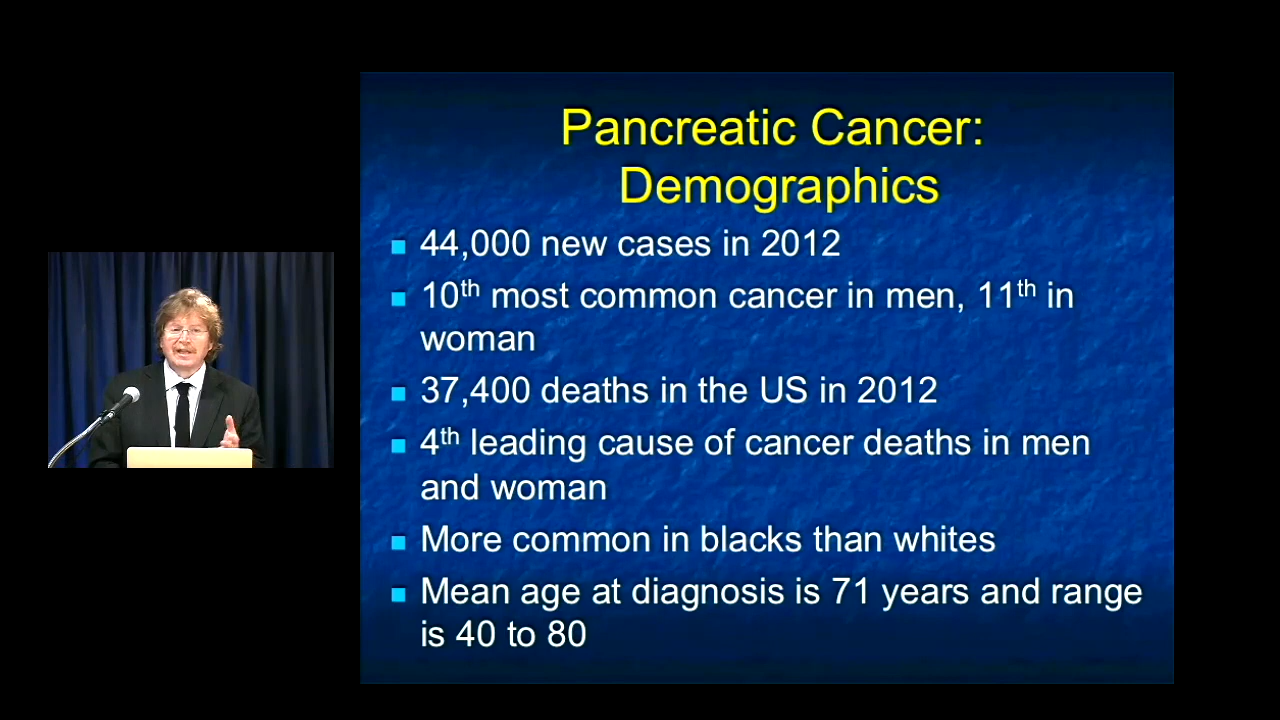 Pancreatic Cancer:
Demographics
44,000 new cases in 2012
10th most common cancer in men, 11th in
woman
37,400 deaths in the US in 2012
4th leading cause of cancer deaths in men
and woman
More common in blacks than whites
Mean age at diagnosis is 71 years and range
is 40 to 80